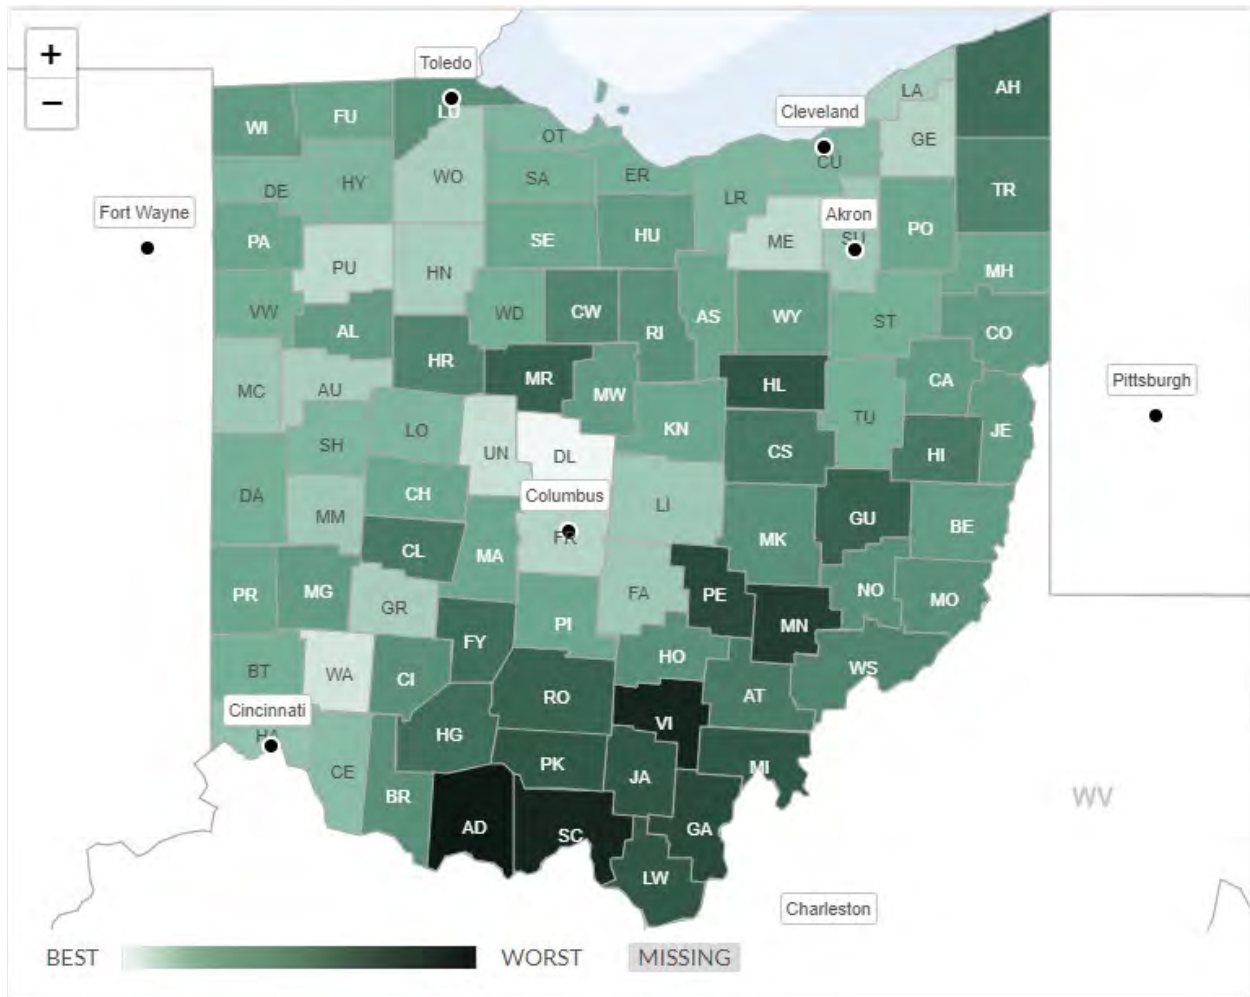 +
−
Toledo
Cleveland
Fort Wayne
Akron
Pittsburgh
Columbus
Cincinnati
Charleston
WV
WI
FU
LU
OT
LA
AH
GE
DE
HY
WO
SA
ER
LR
CU
TR
PA
PU
HN
SE
HU
ME
SU
PO
MH
VW
AL
WD
CW
RI
AS
WY
ST
CO
MC
AU
HR
MR
MW
HL
CA
JE
SH
LO
UN
DL
KN
CS
TU
HI
DA
MM
CH
LI
GU
BE
CL
MA
FR
MK
PR
MG
GR
FA
PE
NO
MO
FY
PI
MN
BT
WA
CI
HO
WS
RO
AT
VI
HA
HG
CE
BR
PK
JA
MI
AD
SC
GA
LW
BEST
WORST
MISSING